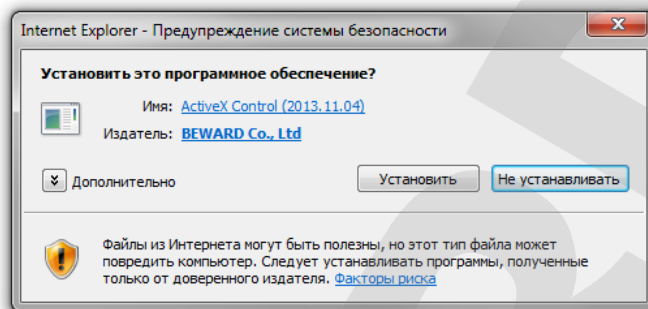 Internet Explorer - Предупреждение системы безопасности
Установить это программное обеспечение?
Имя: ActiveX Control (2013.11.04)
Издатель: BEWARD Co., Ltd
Дополнительно Установить Не устанавливать
Файлы из Интернета могут быть полезны, но этот тип файла может
повредить компьютер. Следует устанавливать программы, полученные
только от доверенного издателя. Факторы риска